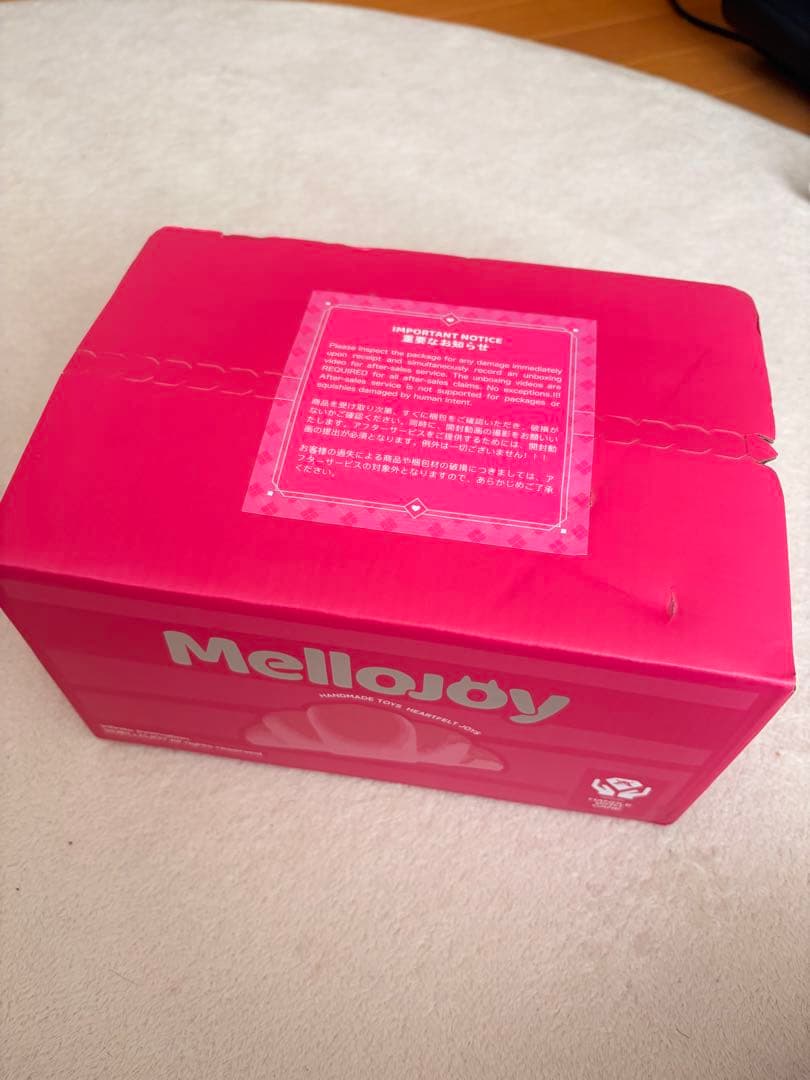 IMPORTANT NOTICE
重要なお知らせ
Please inspect the package for any damage immediately
upon receipt and simultaneously record an unboxing
video for after-sales service. The unboxing videos are
REQUIRED for all after-sales claims. No exceptions.!!!
After-sales service is not supported for packages or
squishies damaged by human intent.
商品を受け取り次第、すぐに梱包をご確認いただき、破損が
ないかご確認ください。同時に、開封動画の撮影をお願いい
たします。アフターサービスをご提供するためには、開封動
画の提出が必須となります。例外は一切ございません!!!
お客様の過失による商品や梱包材の破損につきましては、ア
フターサービスの対象外となりますので、あらかじめご了承
ください。
MelloJoy
HANDMADE TOYS HEARTFELT JOYS
All rights reserved
HANDLE
WITH
CARE